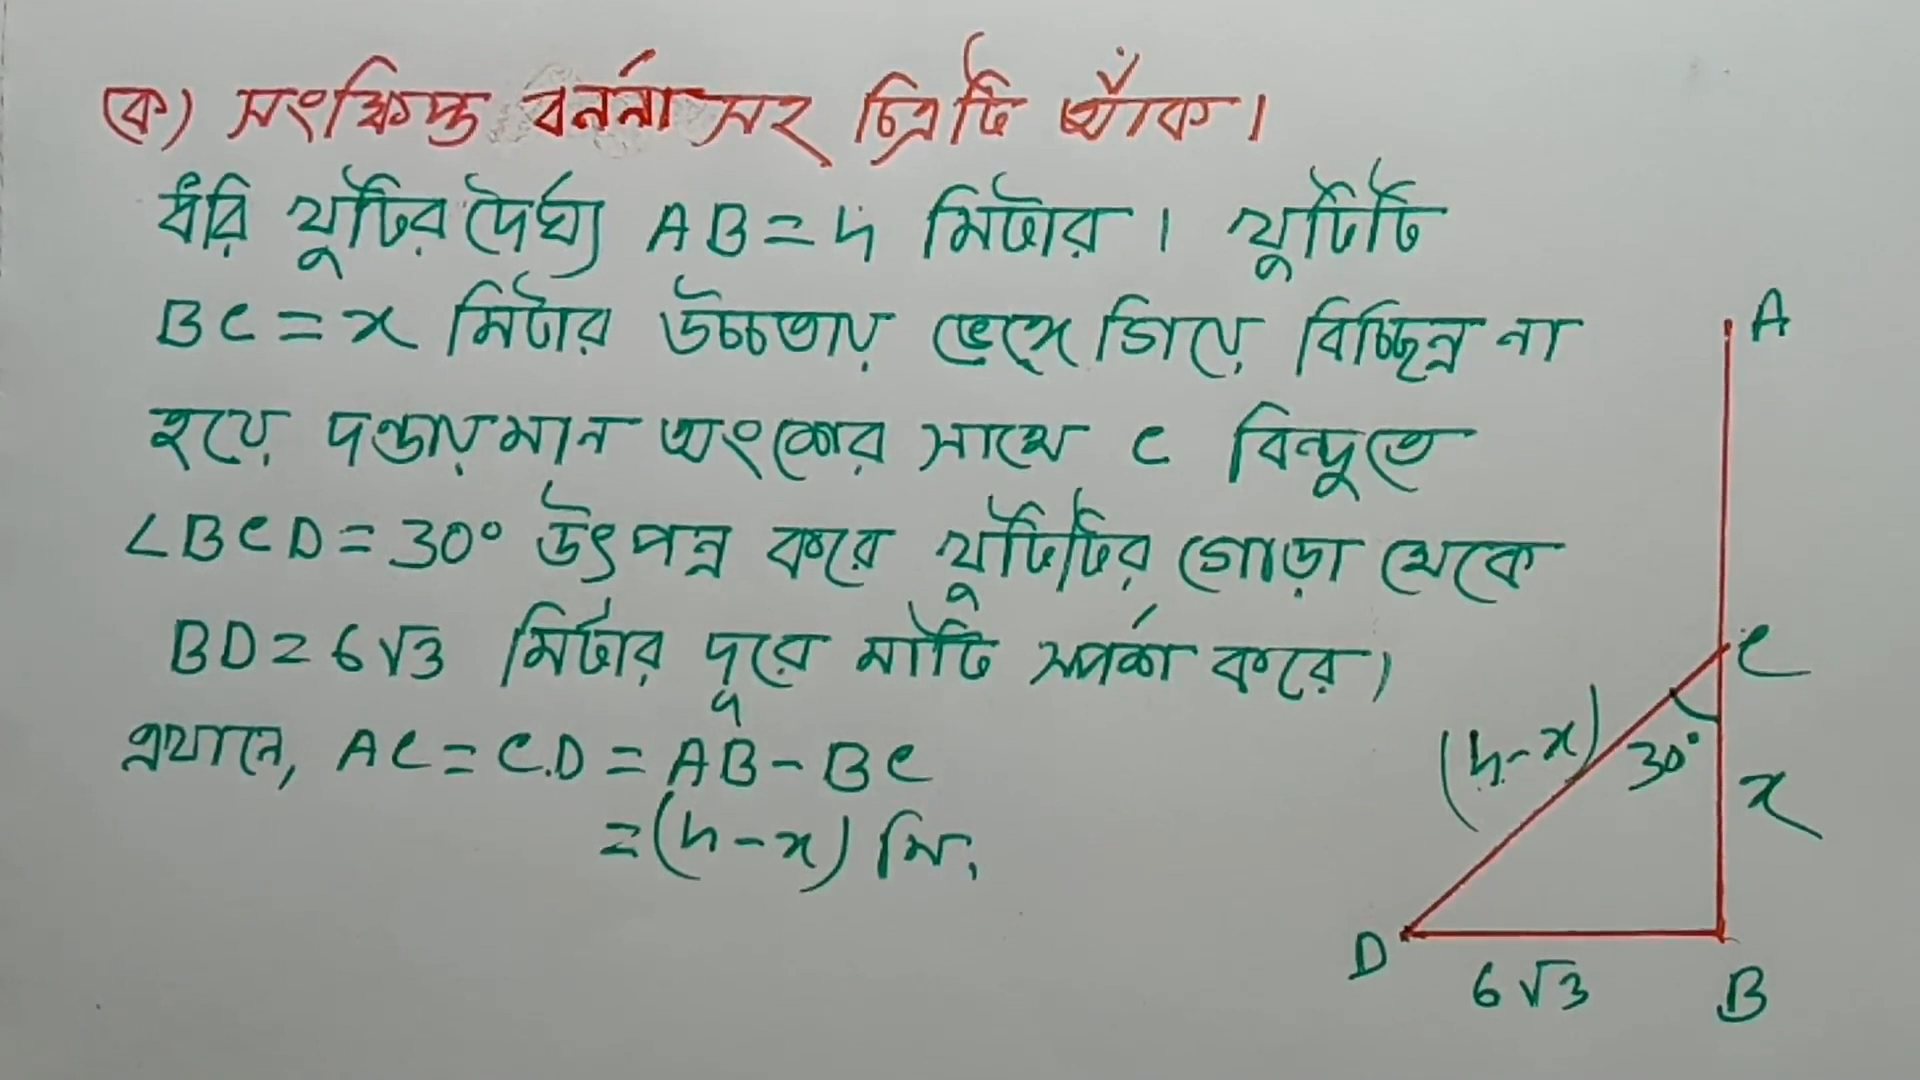 (ক) সংক্ষিপ্ত বর্ননা সহ চিত্রটি আঁক।
ধরি খুটির দৈর্ঘ্য AB = h মিটার। খুটিটি
BC = x মিটার উচ্চতায় ভেঙ্গে গিয়ে বিচ্ছিন্ন না
হয়ে দণ্ডায়মান অংশের সাথে C বিন্দুতে
∠BCD = 30° উৎপন্ন করে খুটিটির গোড়া থেকে
BD = 6√3 মিটার দূরে মাটি স্পর্শ করে।
এখানে, AC = CD = AB - BC
= (h - x) মি.
A
C
(h - x)
30°
x
D
6√3
B